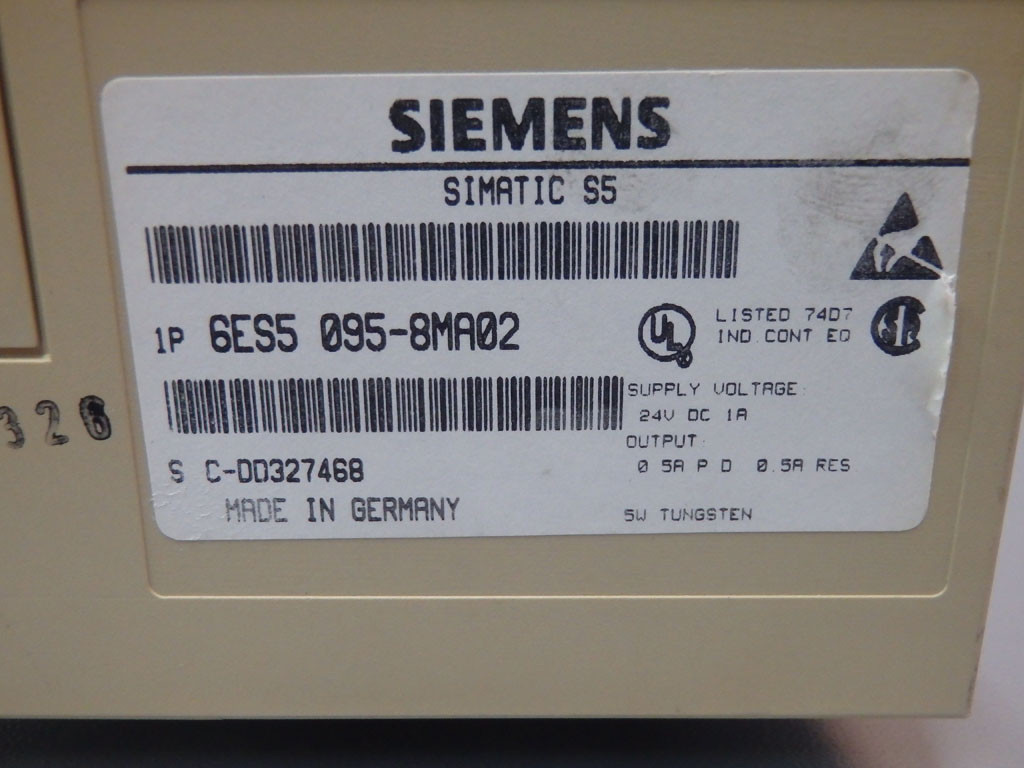 SIEMENS
SIMATIC S5
1P 6ES5 095-8MA02
UL
LISTED 74D7
IND.CONT EQ
SUPPLY VOLTAGE:
24V DC 1A
OUTPUT:
0.5A P.D. 0.5A RES
5W TUNGSTEN
S C-DD327468
MADE IN GERMANY
326